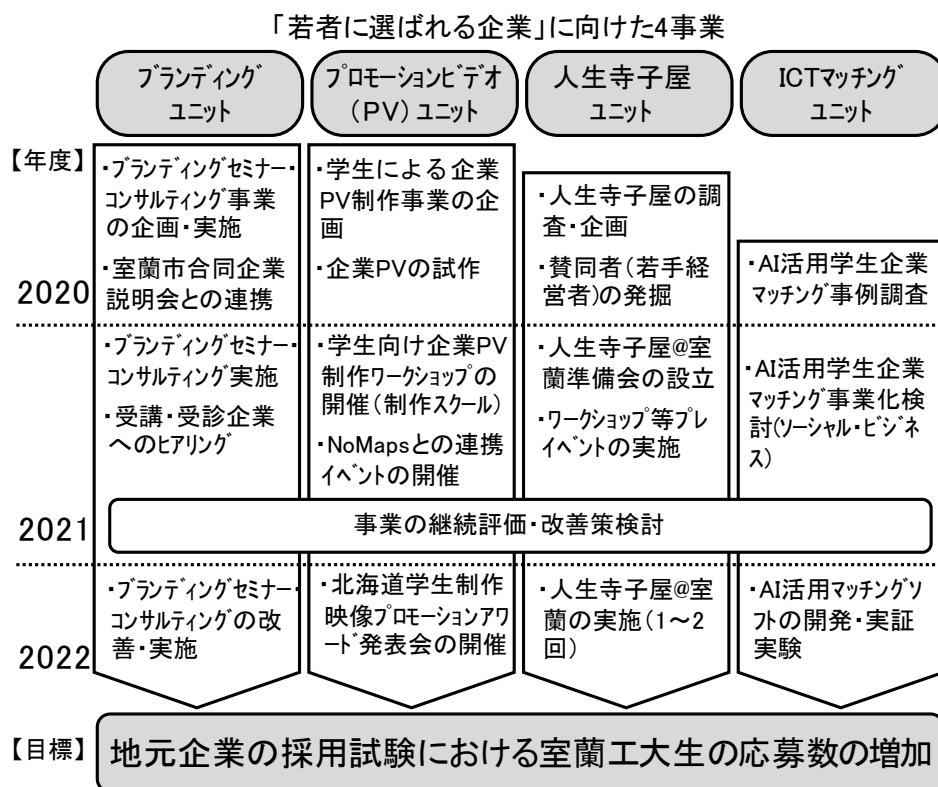 「若者に選ばれる企業」に向けた4事業
ブランディング
ユニット
プロモーションビデオ
(PV)ユニット
人生寺子屋
ユニット
ICTマッチング
ユニット
【年度】
2020
・ブランディングセミナー・
コンサルティング事業
の企画・実施
・室蘭市合同企業
説明会との連携
・学生による企業
PV制作事業の企
画
・企業PVの試作
・人生寺子屋の調
査・企画
・賛同者(若手経
営者)の発掘
・AI活用学生企業
マッチング事例調査
2021
・ブランディングセミナー・
コンサルティング実施
・受講・受診企業
へのヒアリング
・学生向け企業PV
制作ワークショップの
開催(制作スクール)
・NoMapsとの連携
イベントの開催
・人生寺子屋@室
蘭準備会の設立
・ワークショップ等プレ
イベントの実施
・AI活用学生企業
マッチング事業化検
討(ソーシャル・ビジネ
ス)
事業の継続評価・改善策検討
2022
・ブランディングセミナー・
コンサルティングの改
善・実施
・北海道学生制作
映像プロモーションアワ
ード発表会の開催
・人生寺子屋@室
蘭の実施(1~2
回)
・AI活用マッチングソ
フトの開発・実証
実験
【目標】
地元企業の採用試験における室蘭工大生の応募数の増加